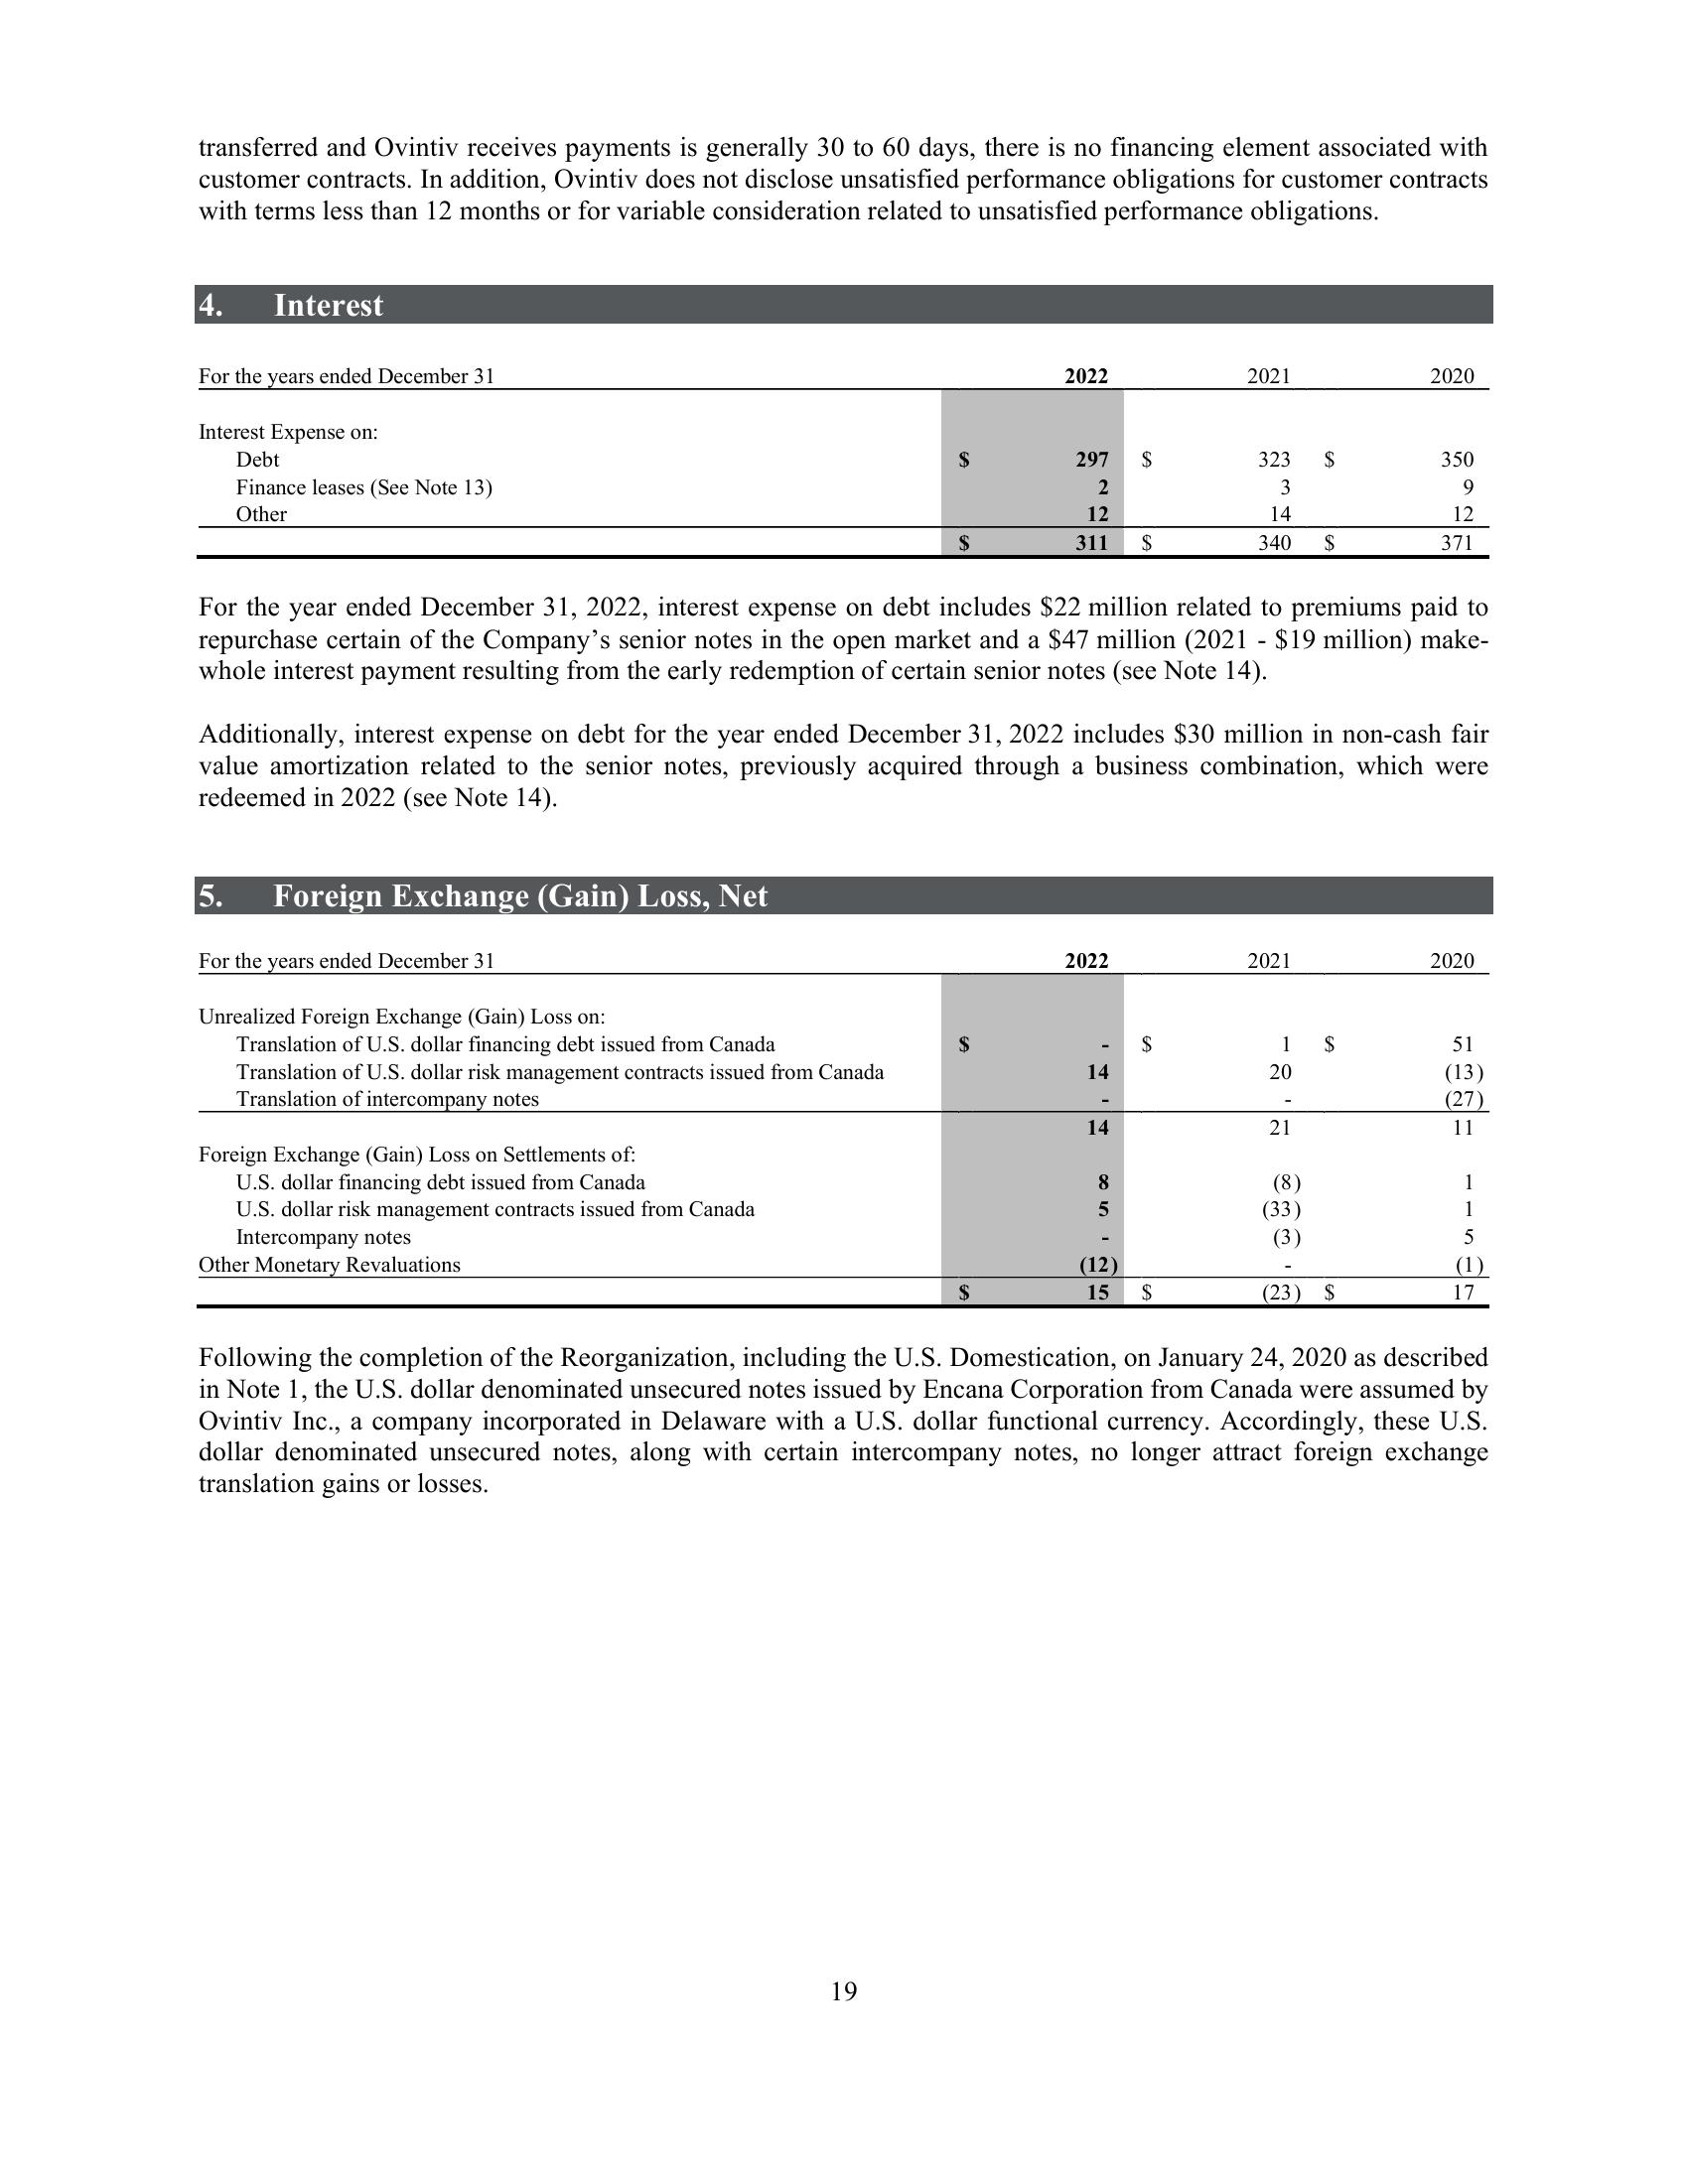 transferred and Ovintiv receives payments is generally 30 to 60 days, there is no financing element associated with
customer contracts. In addition, Ovintiv does not disclose unsatisfied performance obligations for customer contracts
with terms less than 12 months or for variable consideration related to unsatisfied performance obligations.
4. Interest
For the years ended December 31 2022 2021 2020
Interest Expense on:
Debt $ 297 $ 323 $ 350
Finance leases (See Note 13) 2 3 9
Other 12 14 12
$ 311 $ 340 $ 371
For the year ended December 31, 2022, interest expense on debt includes $22 million related to premiums paid to
repurchase certain of the Company’s senior notes in the open market and a $47 million (2021 - $19 million) make-
whole interest payment resulting from the early redemption of certain senior notes (see Note 14).
Additionally, interest expense on debt for the year ended December 31, 2022 includes $30 million in non-cash fair
value amortization related to the senior notes, previously acquired through a business combination, which were
redeemed in 2022 (see Note 14).
5. Foreign Exchange (Gain) Loss, Net
For the years ended December 31 2022 2021 2020
Unrealized Foreign Exchange (Gain) Loss on:
Translation of U.S. dollar financing debt issued from Canada $ - $ 1 $ 51
Translation of U.S. dollar risk management contracts issued from Canada 14 20 (13)
Translation of intercompany notes - - (27)
14 21 11
Foreign Exchange (Gain) Loss on Settlements of:
U.S. dollar financing debt issued from Canada 8 (8) 1
U.S. dollar risk management contracts issued from Canada 5 (33) 1
Intercompany notes - (3) 5
Other Monetary Revaluations (12) - (1)
$ 15 $ (23) $ 17
Following the completion of the Reorganization, including the U.S. Domestication, on January 24, 2020 as described
in Note 1, the U.S. dollar denominated unsecured notes issued by Encana Corporation from Canada were assumed by
Ovintiv Inc., a company incorporated in Delaware with a U.S. dollar functional currency. Accordingly, these U.S.
dollar denominated unsecured notes, along with certain intercompany notes, no longer attract foreign exchange
translation gains or losses.
19